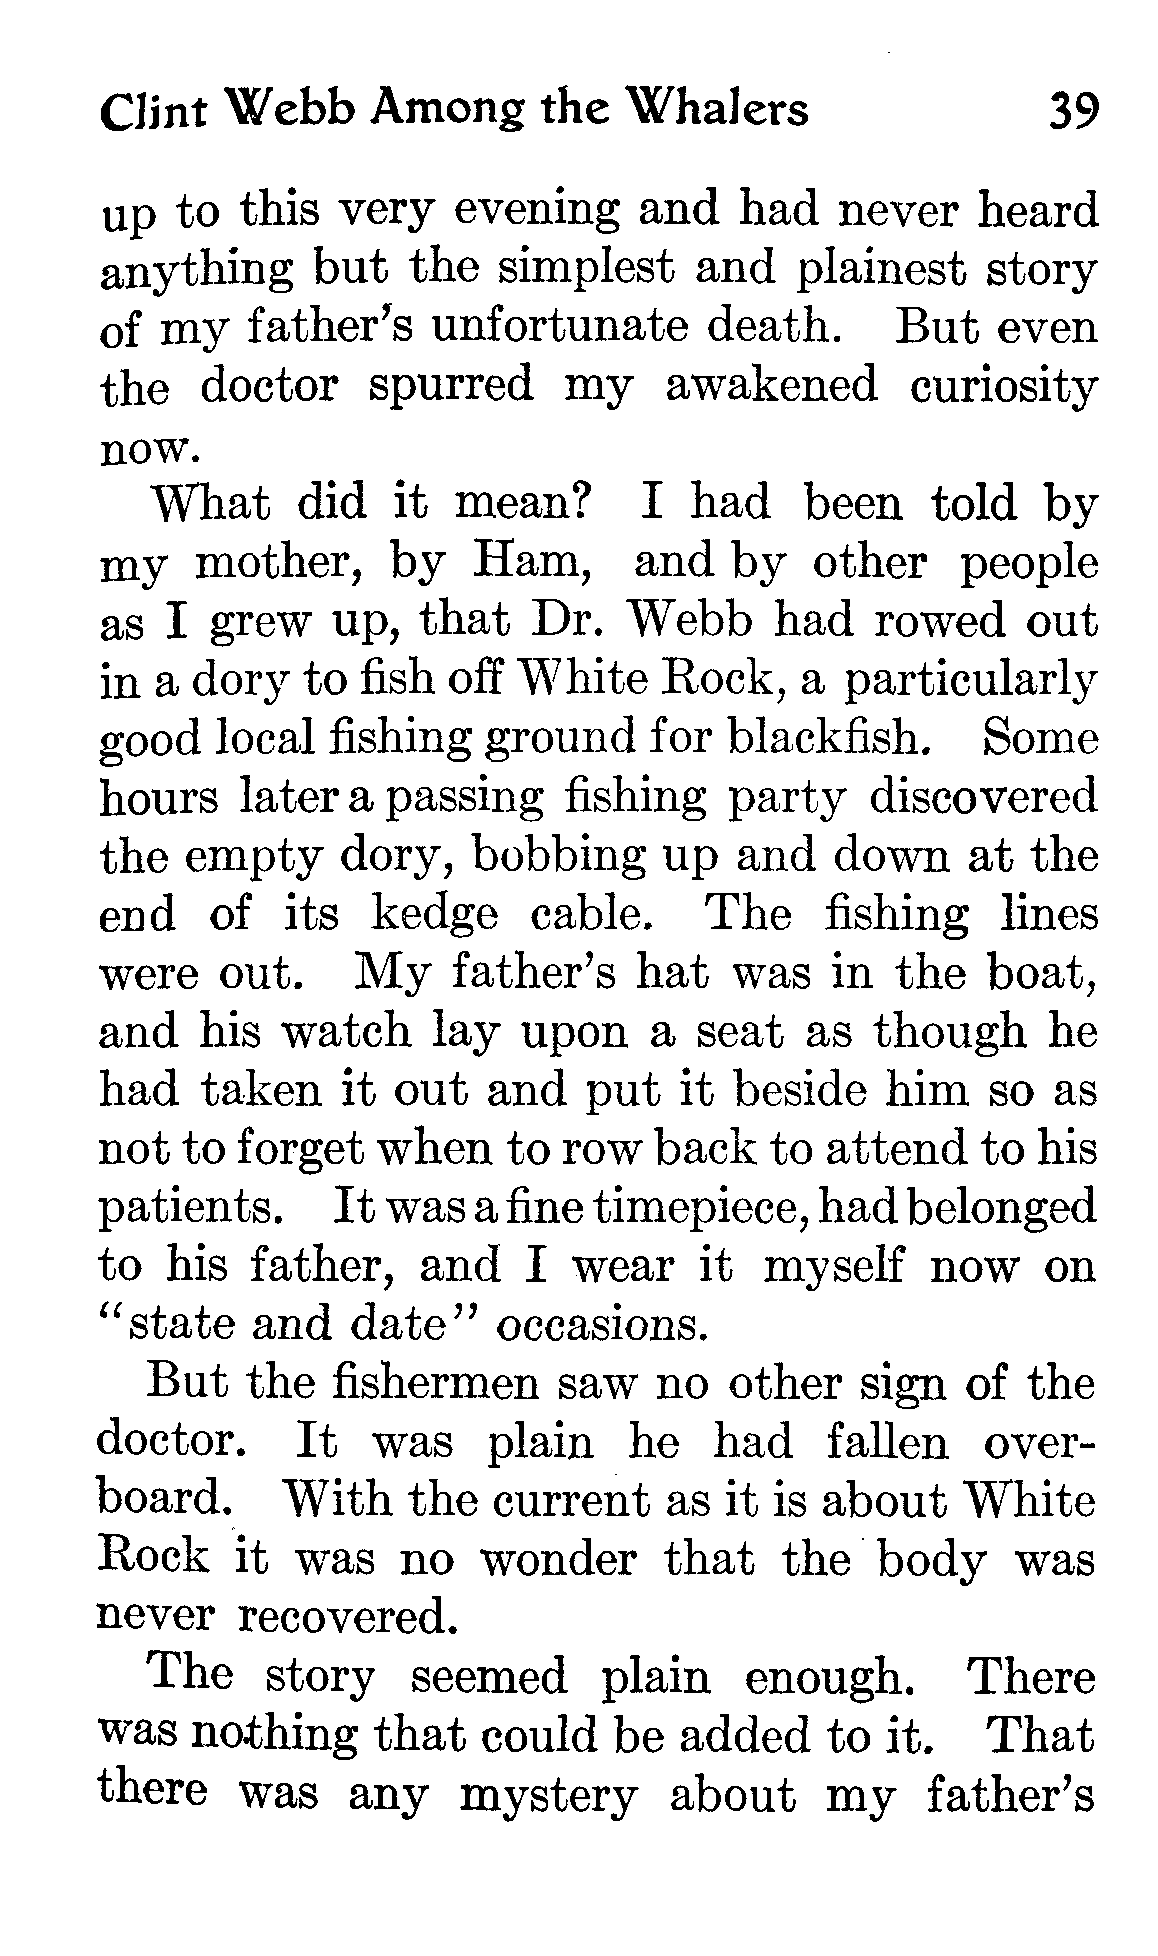 Clint Webb Among the Whalers 39
up to this very evening and had never heard
anything but the simplest and plainest story
of my father's unfortunate death. But even
the doctor spurred my awakened curiosity
now.
What did it mean? I had been told by
my mother, by Ham, and by other people
as I grew up, that Dr. Webb had rowed out
in a dory to fish off White Rock, a particularly
good local fishing ground for blackfish. Some
hours later a passing fishing party discovered
the empty dory, bobbing up and down at the
end of its kedge cable. The fishing lines
were out. My father's hat was in the boat,
and his watch lay upon a seat as though he
had taken it out and put it beside him so as
not to forget when to row back to attend to his
patients. It was a fine timepiece, had belonged
to his father, and I wear it myself now on
"state and date" occasions.
But the fishermen saw no other sign of the
doctor. It was plain he had fallen over-
board. With the current as it is about White
Rock it was no wonder that the body was
never recovered.
The story seemed plain enough. There
was nothing that could be added to it. That
there was any mystery about my father's